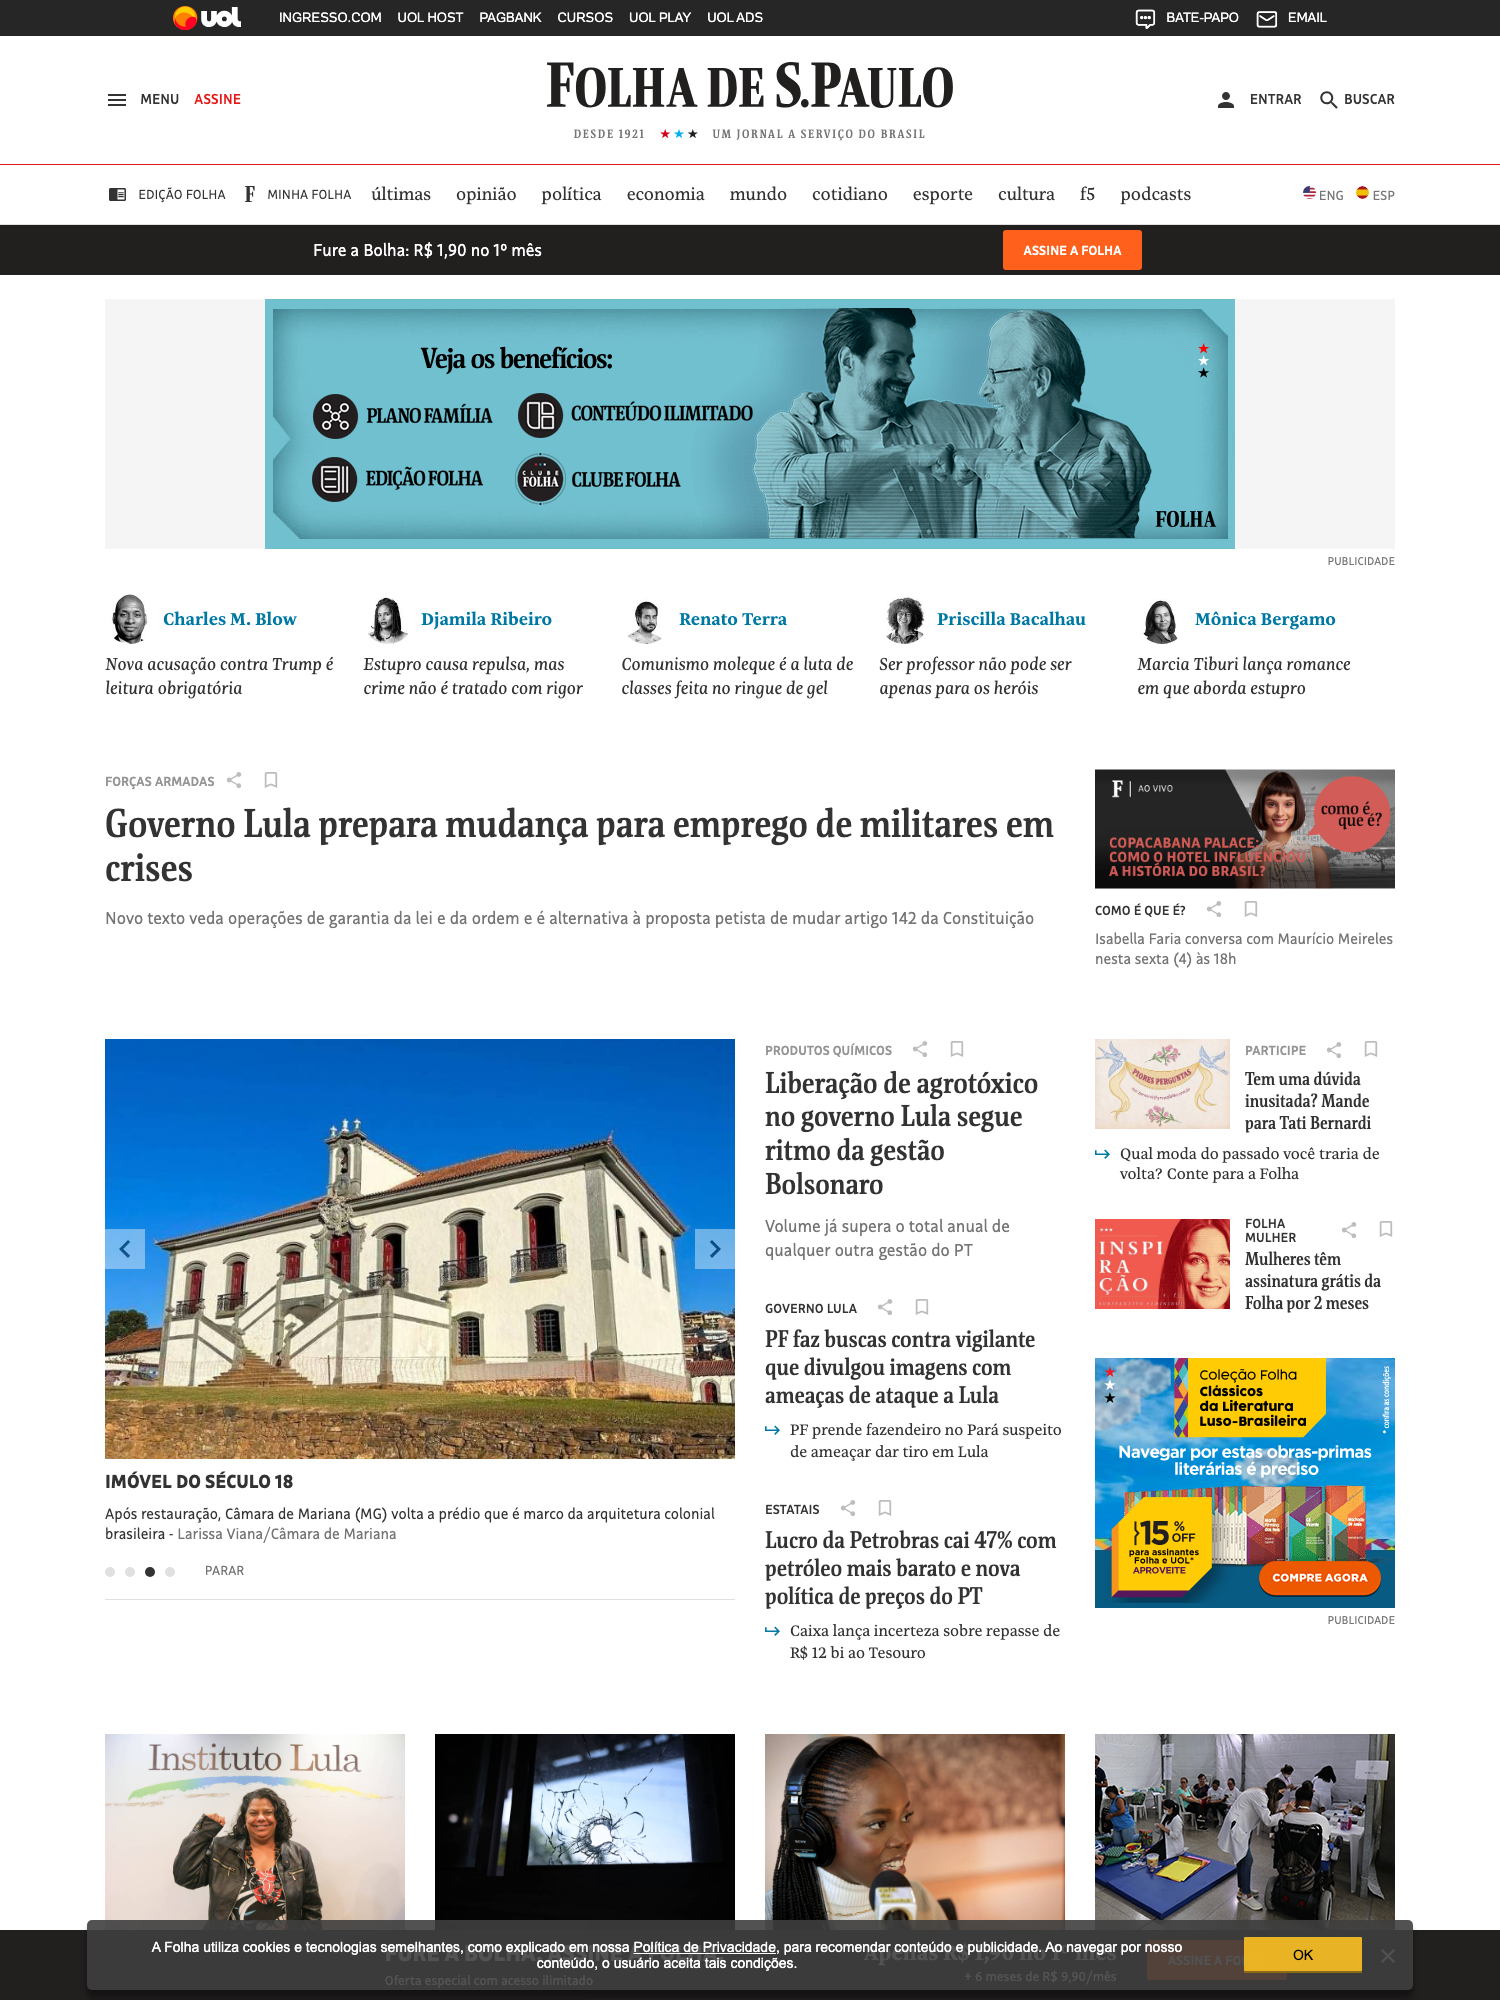 uol INGRESSO.COM UOL HOST PAGBANK CURSOS UOL PLAY UOL ADS BATE-PAPO EMAIL
MENU ASSINE FOLHA DE S.PAULO ENTRAR BUSCAR
DESDE 1921 ★★★ UM JORNAL A SERVIÇO DO BRASIL
EDIÇÃO FOLHA F MINHA FOLHA últimas opinião política economia mundo cotidiano esporte cultura f5 podcasts ENG ESP
Fure a Bolha: R$ 1,90 no 1º mês ASSINE A FOLHA
Veja os benefícios:
PLANO FAMÍLIA CONTEÚDO ILIMITADO
EDIÇÃO FOLHA CLUBE FOLHA CLUBE FOLHA
FOLHA
PUBLICIDADE
Charles M. Blow
Nova acusação contra Trump é
leitura obrigatória
Djamila Ribeiro
Estupro causa repulsa, mas
crime não é tratado com rigor
Renato Terra
Comunismo moleque é a luta de
classes feita no ringue de gel
Priscilla Bacalhau
Ser professor não pode ser
apenas para os heróis
Mônica Bergamo
Marcia Tiburi lança romance
em que aborda estupro
FORÇAS ARMADAS
Governo Lula prepara mudança para emprego de militares em
crises
Novo texto veda operações de garantia da lei e da ordem e é alternativa à proposta petista de mudar artigo 142 da Constituição
F AO VIVO
como é
que é?
COPACABANA PALACE:
COMO O HOTEL INFLUENCIOU
A HISTÓRIA DO BRASIL?
COMO É QUE É?
Isabella Faria conversa com Maurício Meireles
nesta sexta (4) às 18h
IMÓVEL DO SÉCULO 18
Após restauração, Câmara de Mariana (MG) volta a prédio que é marco da arquitetura colonial
brasileira - Larissa Viana/Câmara de Mariana
PARAR
PRODUTOS QUÍMICOS
Liberação de agrotóxico
no governo Lula segue
ritmo da gestão
Bolsonaro
Volume já supera o total anual de
qualquer outra gestão do PT
GOVERNO LULA
PF faz buscas contra vigilante
que divulgou imagens com
ameaças de ataque a Lula
PF prende fazendeiro no Pará suspeito
de ameaçar dar tiro em Lula
ESTATAIS
Lucro da Petrobras cai 47% com
petróleo mais barato e nova
política de preços do PT
Caixa lança incerteza sobre repasse de
R$ 12 bi ao Tesouro
PIORES PERGUNTAS
PARTICIPE
Tem uma dúvida
inusitada? Mande
para Tati Bernardi
Qual moda do passado você traria de
volta? Conte para a Folha
INSPI
RA
ÇÃO
FOLHA
MULHER
Mulheres têm
assinatura grátis da
Folha por 2 meses
Coleção Folha
Clássicos
da Literatura
Luso-Brasileira
* confira as condições
Navegar por estas obras-primas
literárias é preciso
15% OFF
para assinantes
Folha e UOL*
APROVEITE
COMPRE AGORA
PUBLICIDADE
Instituto Lula
A Folha utiliza cookies e tecnologias semelhantes, como explicado em nossa Política de Privacidade, para recomendar conteúdo e publicidade. Ao navegar por nosso
conteúdo, o usuário aceita tais condições.
OK
Oferta especial com acesso ilimitado
+ 6 meses de R$ 9,90/mês